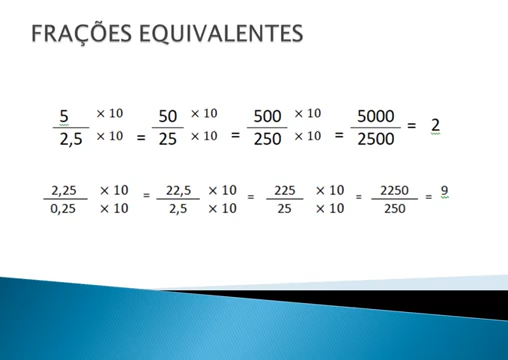 FRAÇÕES EQUIVALENTES
5 × 10 50 × 10 500 × 10 5000
2,5 × 10 = 25 × 10 = 250 × 10 = 2500 = 2
2,25 × 10 22,5 × 10 225 × 10 2250
0,25 × 10 = 2,5 × 10 = 25 × 10 = 250 = 9